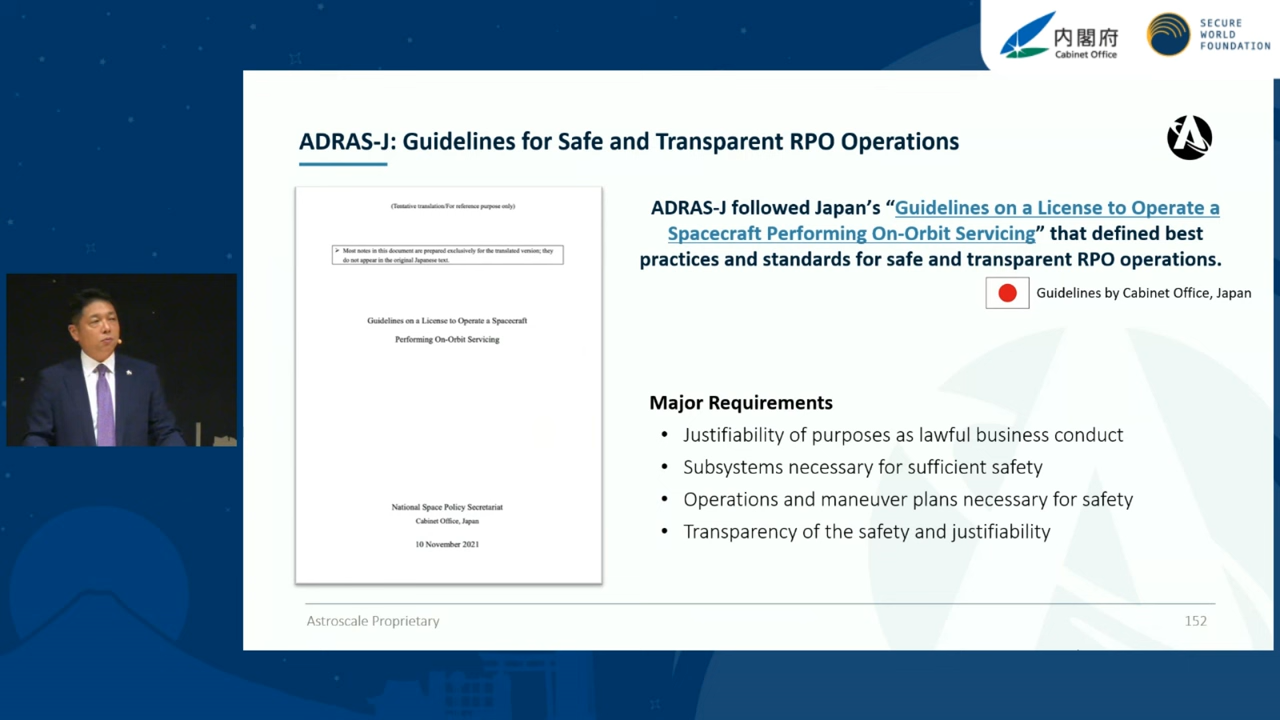 内閣府
Cabinet Office
SECURE
WORLD
FOUNDATION
ADRAS-J: Guidelines for Safe and Transparent RPO Operations
(Tentative translation/For reference purpose only)
➢ Most notes in this document are prepared exclusively for the translated version; they
do not appear in the original Japanese text.
Guidelines on a License to Operate a Spacecraft
Performing On-Orbit Servicing
National Space Policy Secretariat
Cabinet Office, Japan
10 November 2021
ADRAS-J followed Japan's “Guidelines on a License to Operate a
Spacecraft Performing On-Orbit Servicing” that defined best
practices and standards for safe and transparent RPO operations.
Guidelines by Cabinet Office, Japan
Major Requirements
• Justifiability of purposes as lawful business conduct
• Subsystems necessary for sufficient safety
• Operations and maneuver plans necessary for safety
• Transparency of the safety and justifiability
Astroscale Proprietary
152